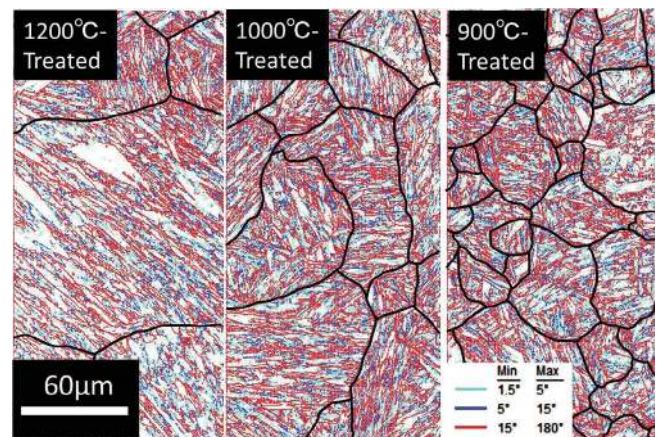 1200°C-
Treated
1000°C-
Treated
900°C-
Treated
60μm
Min Max
1.5° 5°
5° 15°
15° 180°